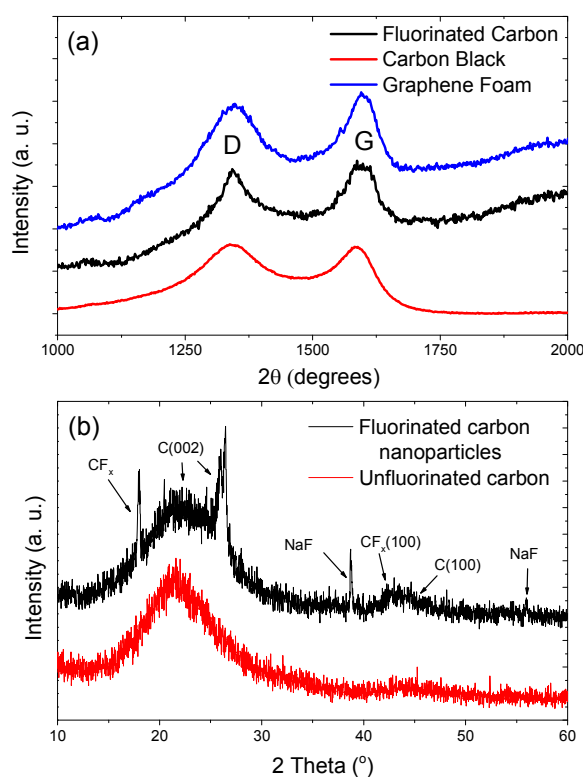 (a)
Fluorinated Carbon
Carbon Black
Graphene Foam
D
G
Intensity (a. u.)
1000
1250
1500
1750
2000
2θ (degrees)
(b)
Fluorinated carbon
nanoparticles
Unfluorinated carbon
C(002)
CFx
NaF
CFx(100)
C(100)
NaF
Intensity (a. u.)
10
20
30
40
50
60
2 Theta (°)